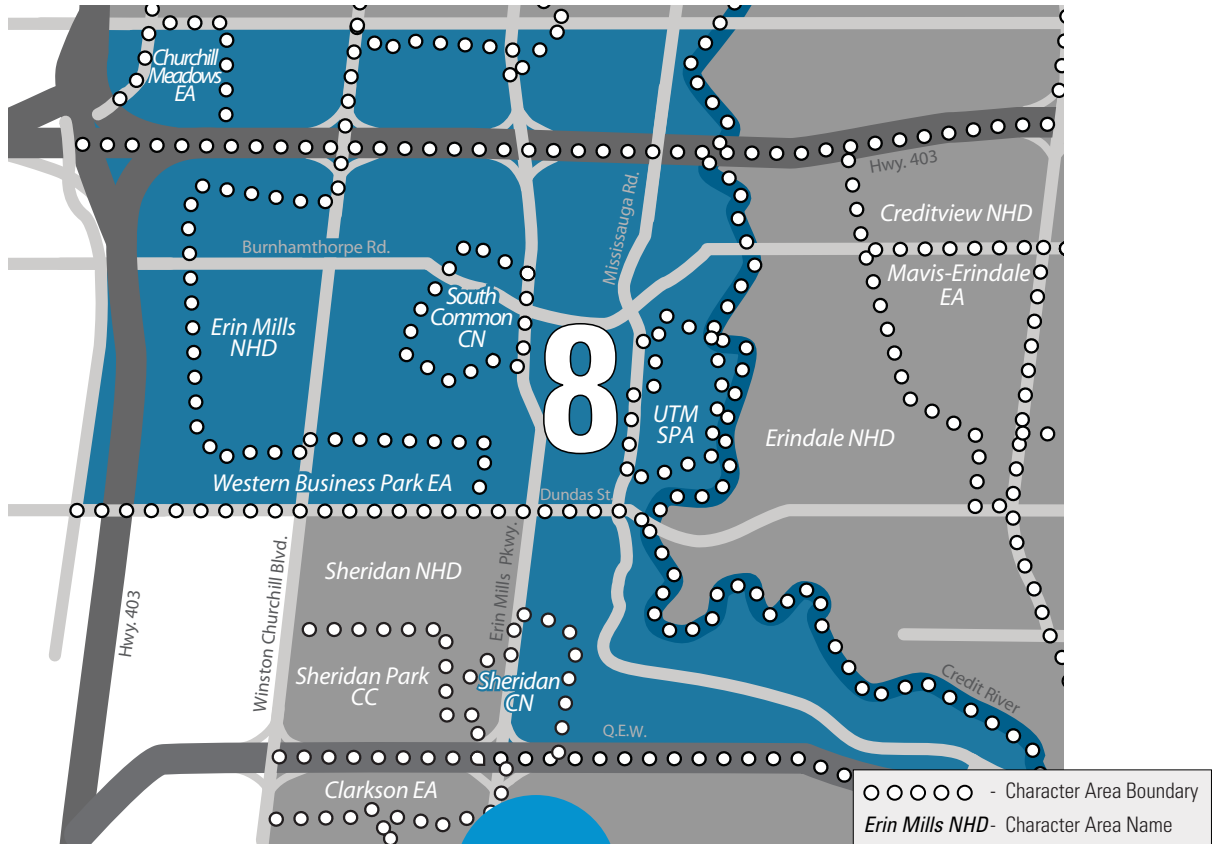 Churchill
Meadows
EA
Hwy. 403
Creditview NHD
Mississauga Rd.
Burnhamthorpe Rd.
Mavis-Erindale
EA
South
Common
CN
Erin Mills
NHD
8
UTM
SPA
Erindale NHD
Western Business Park EA
Dundas St.
Sheridan NHD
Winston Churchill Blvd.
Erin Mills Pkwy.
Hwy. 403
Sheridan Park
CC
Sheridan
CN
Credit River
Q.E.W.
Clarkson EA
- Character Area Boundary
Erin Mills NHD - Character Area Name